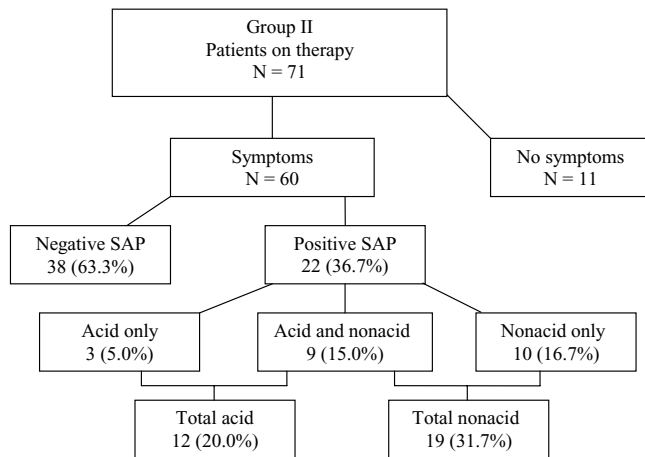 Group II
Patients on therapy
N = 71
Symptoms
N = 60
No symptoms
N = 11
Negative SAP
38 (63.3%)
Positive SAP
22 (36.7%)
Acid only
3 (5.0%)
Acid and nonacid
9 (15.0%)
Nonacid only
10 (16.7%)
Total acid
12 (20.0%)
Total nonacid
19 (31.7%)